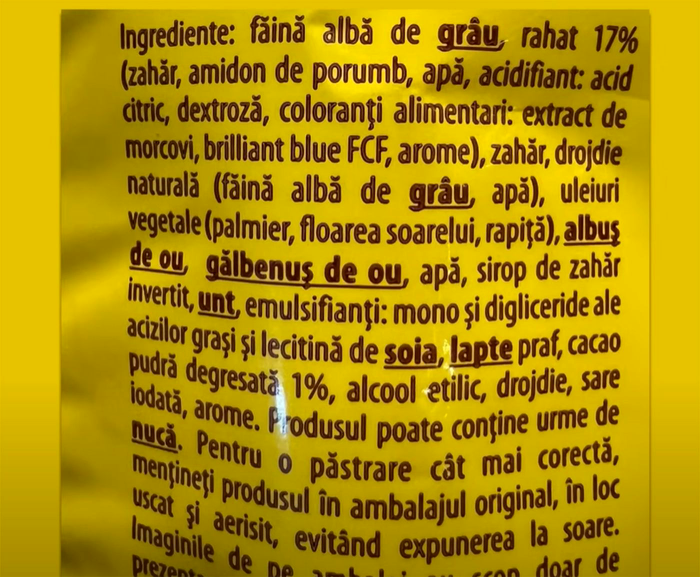 Ingrediente: făină albă de grâu, rahat 17%
(zahăr, amidon de porumb, apă, acidifiant: acid
citric, dextroză, coloranți alimentari: extract de
morcovi, brilliant blue FCF, arome), zahăr, drojdie
naturală (făină albă de grâu, apă), uleiuri
vegetale (palmier, floarea soarelui, rapiță), albuș
de ou, gălbenuș de ou, apă, sirop de zahăr
invertit, unt, emulsifianți: mono și digliceride ale
acizilor grași și lecitină de soia, lapte praf, cacao
pudră degresată 1%, alcool etilic, drojdie, sare
iodată, arome. Produsul poate conține urme de
nucă. Pentru o păstrare cât mai corectă,
mențineți produsul în ambalajul original, în loc
uscat și aerisit, evitând expunerea la soare.
Imaginile de pe doar de